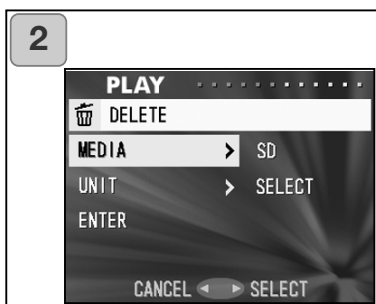 2
PLAY
DELETE
MEDIA > SD
UNIT > SELECT
ENTER
CANCEL ◄ ► SELECT